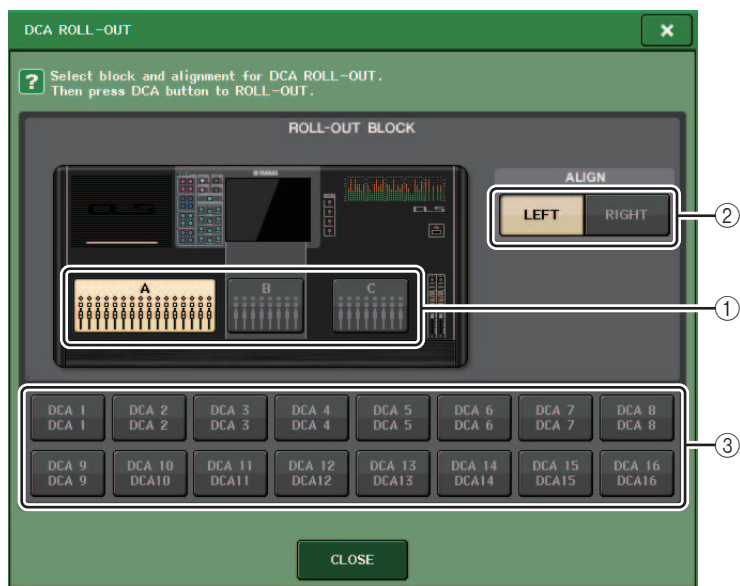 DCA ROLL-OUT
?
Select block and alignment for DCA ROLL-OUT.
Then press DCA button to ROLL-OUT.
ROLL-OUT BLOCK
YAMAHA
CL5
CL5
ALIGN
LEFT RIGHT
②
A B C
①
DCA 1 DCA 2 DCA 3 DCA 4 DCA 5 DCA 6 DCA 7 DCA 8
DCA 1 DCA 2 DCA 3 DCA 4 DCA 5 DCA 6 DCA 7 DCA 8
③
DCA 9 DCA 10 DCA 11 DCA 12 DCA 13 DCA 14 DCA 15 DCA 16
DCA 9 DCA10 DCA11 DCA12 DCA13 DCA14 DCA15 DCA16
CLOSE